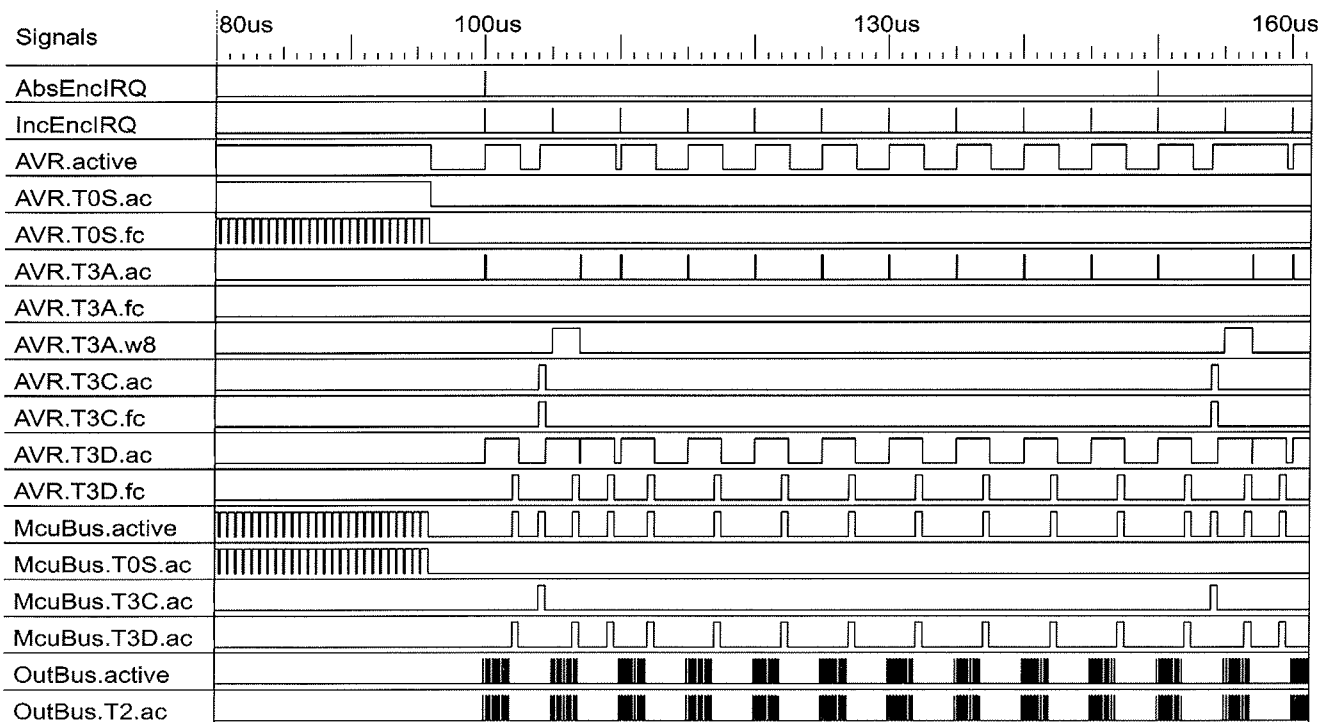 Signals 80us 100us 130us 160us
AbsEncIRQ
IncEncIRQ
AVR.active
AVR.T0S.ac
AVR.T0S.fc
AVR.T3A.ac
AVR.T3A.fc
AVR.T3A.w8
AVR.T3C.ac
AVR.T3C.fc
AVR.T3D.ac
AVR.T3D.fc
McuBus.active
McuBus.T0S.ac
McuBus.T3C.ac
McuBus.T3D.ac
OutBus.active
OutBus.T2.ac